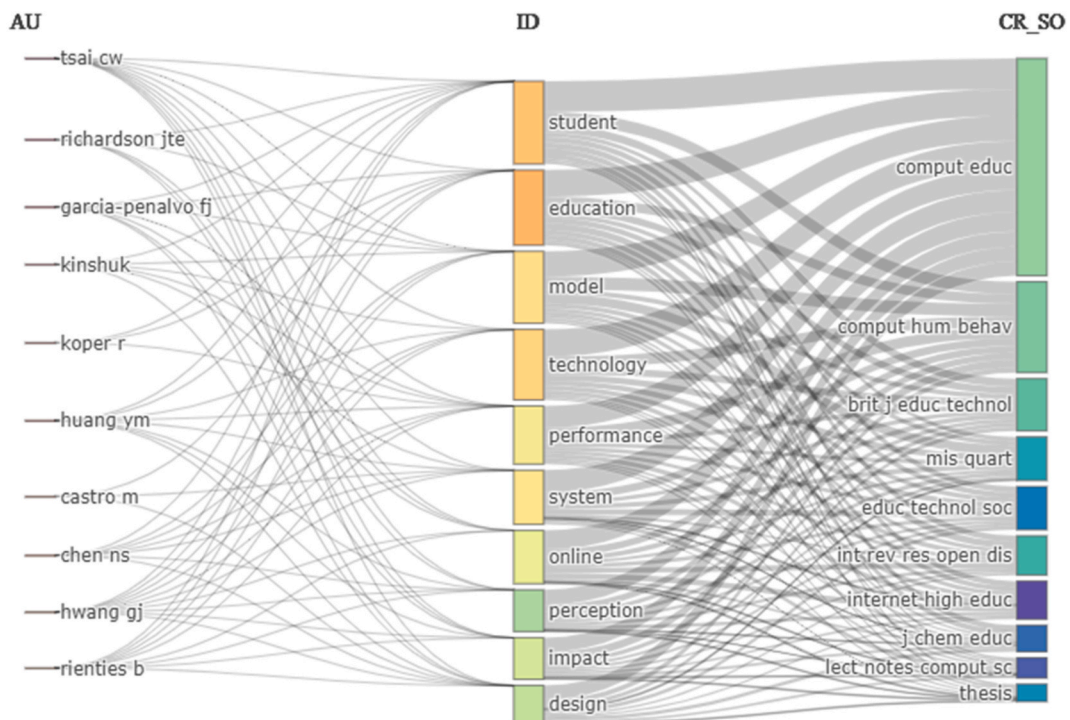 AU
ID
CR_SO
tsai cw
richardson jte
garcia-penalvo fj
kinshuk
koper r
huang ym
castro m
chen ns
hwang gj
rienties b
student
education
model
technology
performance
system
online
perception
impact
design
comput educ
comput hum behav
brit j educ technol
mis quart
educ technol soc
int rev res open dis
internet high educ
j chem educ
lect notes comput sc
thesis